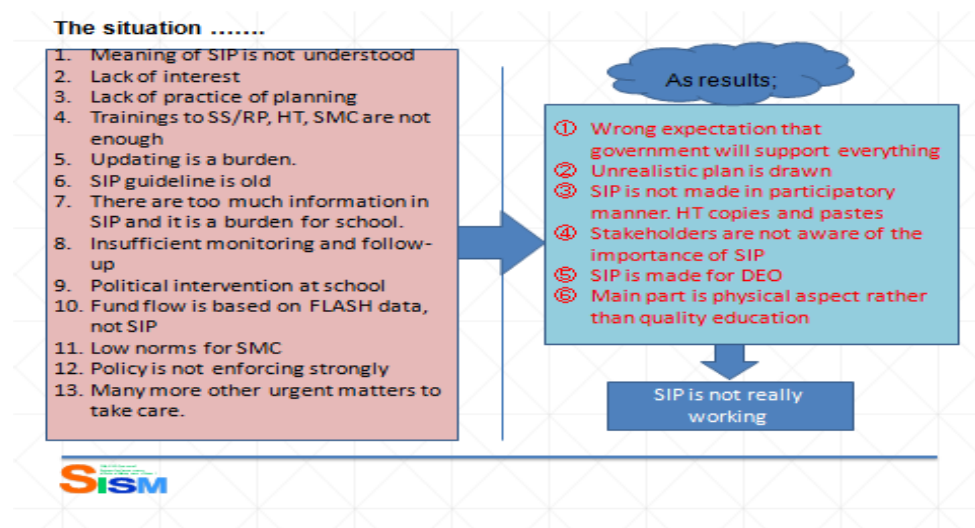 The situation …….
1. Meaning of SIP is not understood
2. Lack of interest
3. Lack of practice of planning
4. Trainings to SS/RP, HT, SMC are not
enough
5. Updating is a burden.
6. SIP guideline is old
7. There are too much information in
SIP and it is a burden for school.
8. Insufficient monitoring and follow-
up
9. Political intervention at school
10. Fund flow is based on FLASH data,
not SIP
11. Low norms for SMC
12. Policy is not enforcing strongly
13. Many more other urgent matters to
take care.
As results;
① Wrong expectation that
government will support everything
② Unrealistic plan is drawn
③ SIP is not made in participatory
manner. HT copies and pastes
④ Stakeholders are not aware of the
importance of SIP
⑤ SIP is made for DEO
⑥ Main part is physical aspect rather
than quality education
SIP is not really
working
SISM